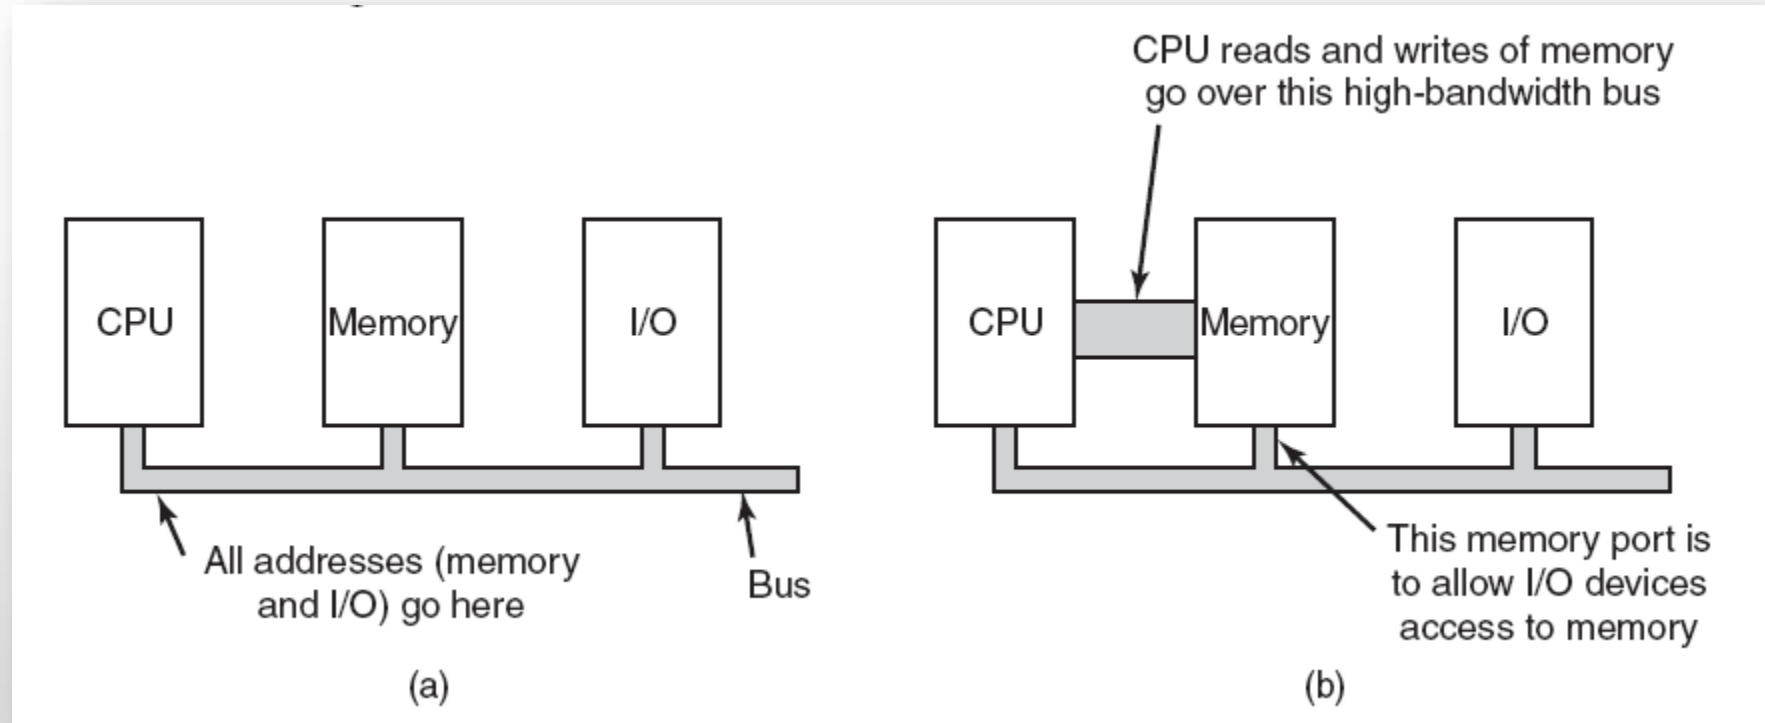 CPU reads and writes of memory
go over this high-bandwidth bus
CPU
Memory
I/O
CPU
Memory
I/O
All addresses (memory
and I/O) go here
Bus
This memory port is
to allow I/O devices
access to memory
(a)
(b)